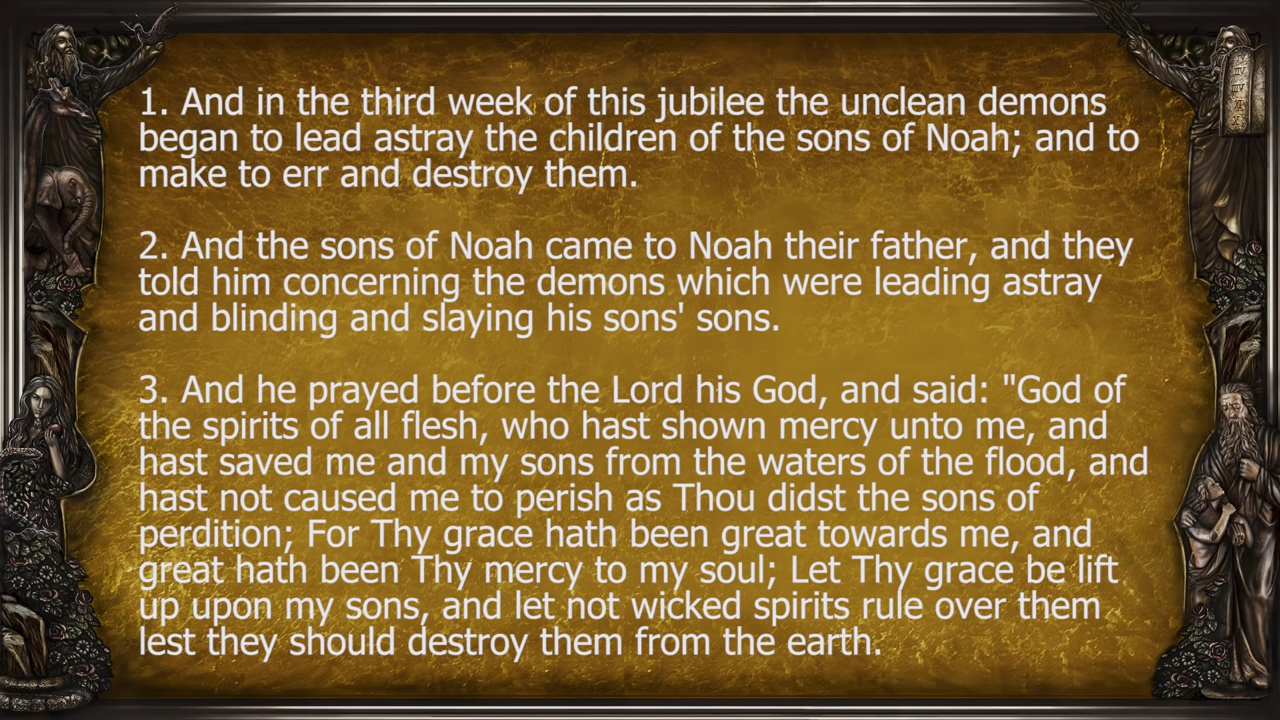 1. And in the third week of this jubilee the unclean demons
began to lead astray the children of the sons of Noah; and to
make to err and destroy them.
2. And the sons of Noah came to Noah their father, and they
told him concerning the demons which were leading astray
and blinding and slaying his sons' sons.
3. And he prayed before the Lord his God, and said: "God of
the spirits of all flesh, who hast shown mercy unto me, and
hast saved me and my sons from the waters of the flood, and
hast not caused me to perish as Thou didst the sons of
perdition; For Thy grace hath been great towards me, and
great hath been Thy mercy to my soul; Let Thy grace be lift
up upon my sons, and let not wicked spirits rule over them
lest they should destroy them from the earth.